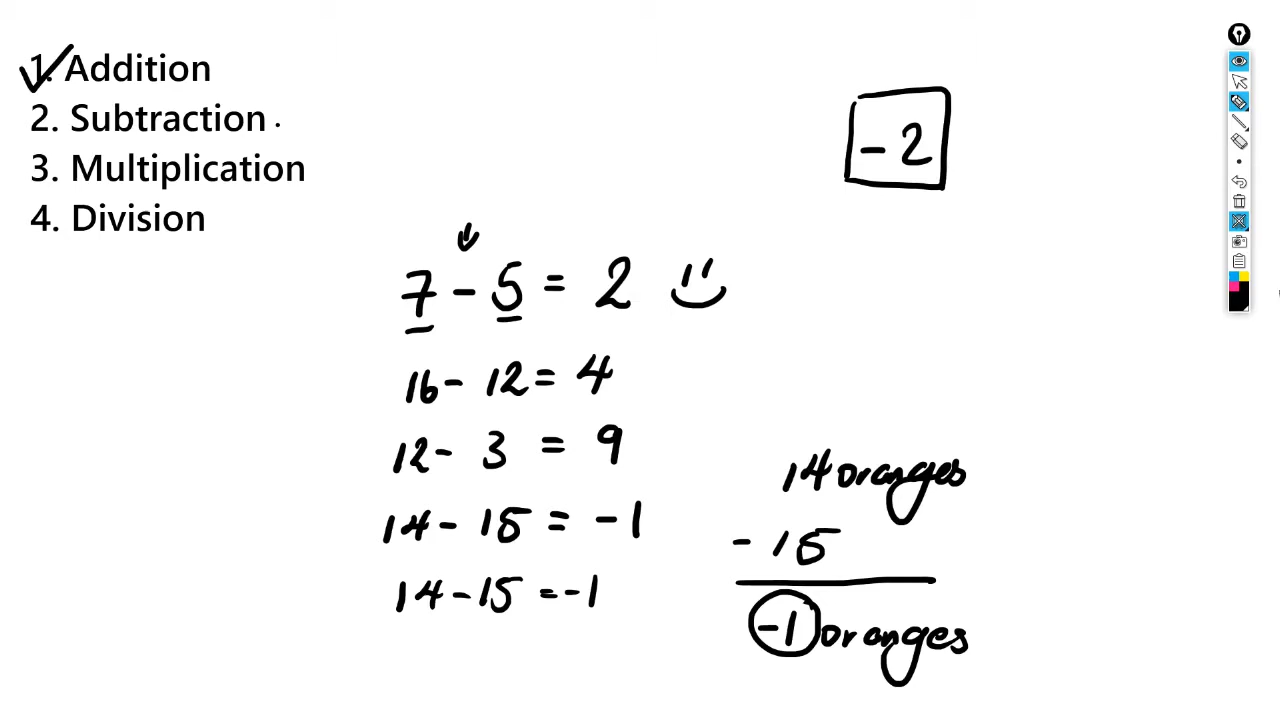 1. Addition
2. Subtraction
3. Multiplication
4. Division
-2
7 - 5 = 2
16 - 12 = 4
12 - 3 = 9
14 - 15 = -1
14 - 15 = -1
14 oranges
- 15
-1 oranges